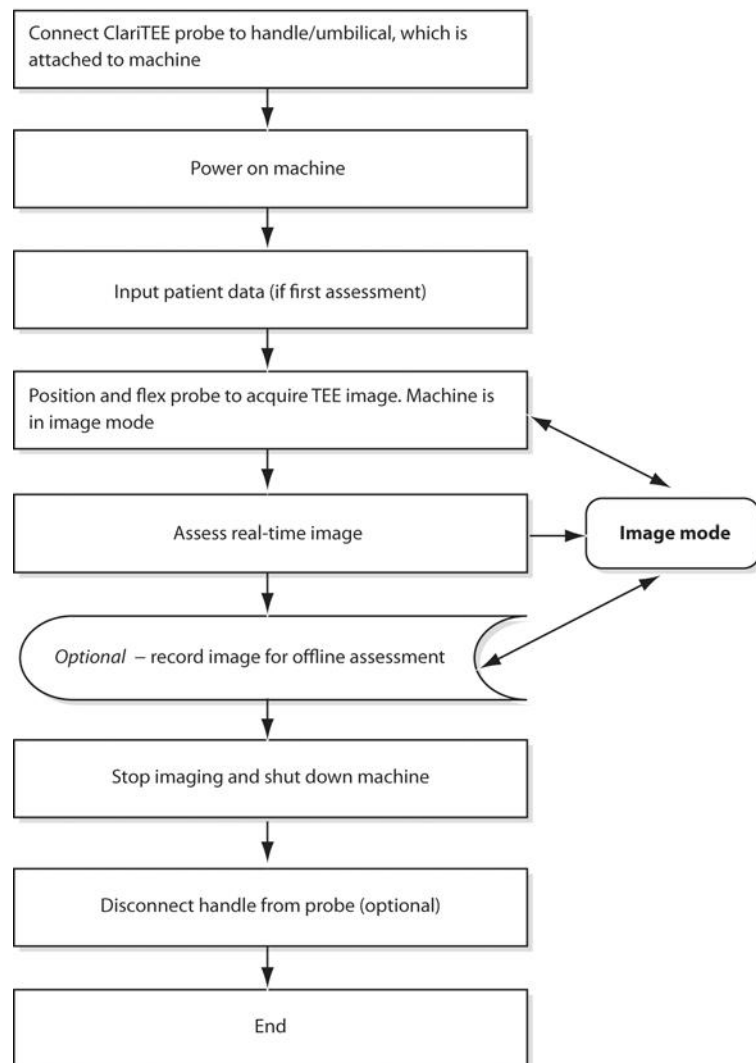 Connect ClariTEE probe to handle/umbilical, which is
attached to machine
Power on machine
Input patient data (if first assessment)
Position and flex probe to acquire TEE image. Machine is
in image mode
Assess real-time image
Image mode
Optional – record image for offline assessment
Stop imaging and shut down machine
Disconnect handle from probe (optional)
End